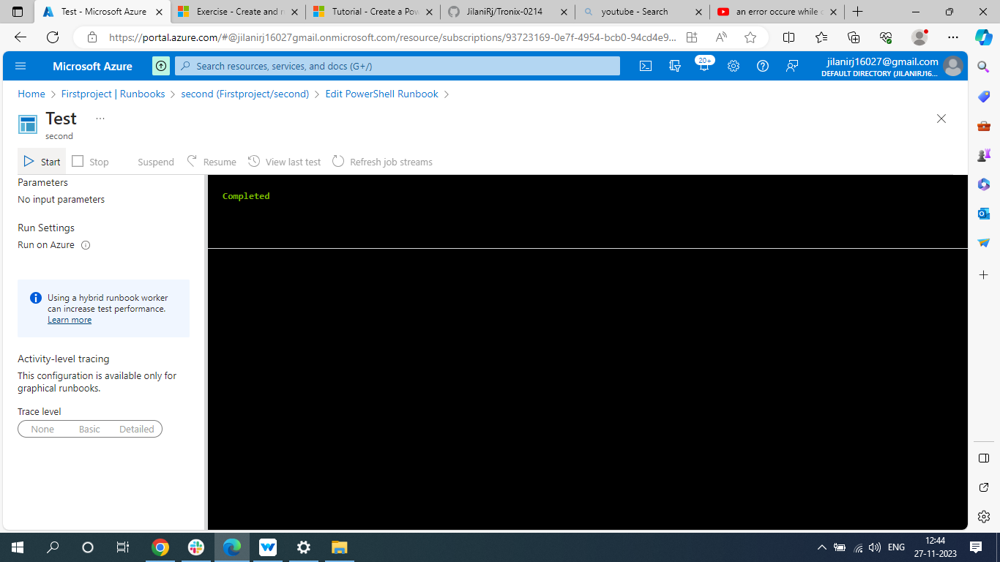 Test - Microsoft Azure
Exercise - Create and r
Tutorial - Create a Pow
JilaniRj/Tronix-0214
youtube - Search
an error occure while c
https://portal.azure.com/#@jilanirj16027gmail.onmicrosoft.com/resource/subscriptions/93723169-0e7f-4954-bcb0-94cd4e9...
Microsoft Azure
Search resources, services, and docs (G+/)
20+
jilanirj16027@gmail.com
DEFAULT DIRECTORY (JILANIRJ16...
Home > Firstproject | Runbooks > second (Firstproject/second) > Edit PowerShell Runbook >
Test ...
second
Start
Stop
Suspend
Resume
View last test
Refresh job streams
Parameters
No input parameters
Run Settings
Run on Azure
Using a hybrid runbook worker
can increase test performance.
Learn more
Activity-level tracing
This configuration is available only for
graphical runbooks.
Trace level
None Basic Detailed
Completed
ENG
12:44
27-11-2023